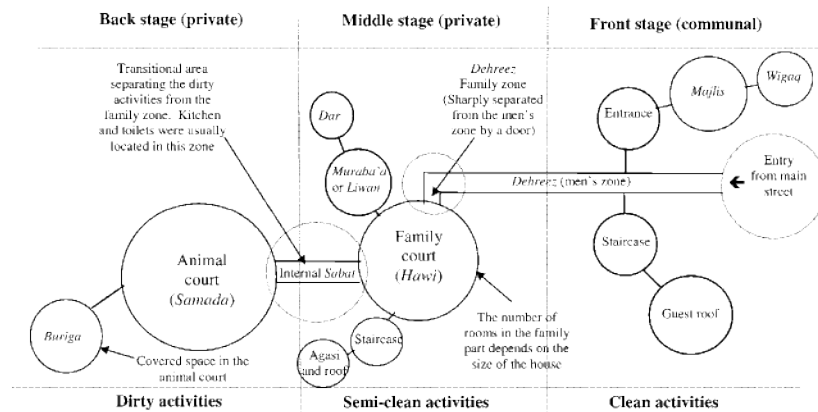 Back stage (private)
Middle stage (private)
Front stage (communal)
Transitional area
separating the dirty
activities from the
family zone. Kitchen
and toilets were usually
located in this zone
Dehreez
Family zone
(Sharply separated
from the men's
zone by a door)
Dar
Muraba'a
or Liwan
Entrance
Majlis
Wigaq
Dehreez (men's zone)
Entry
from main
street
Animal
court
(Samada)
Internal Sabat
Family
court
(Hawi)
Staircase
Guest roof
Buriga
Covered space in the
animal court
Agasi
and roof
Staircase
The number of
rooms in the family
part depends on the
size of the house
Dirty activities
Semi-clean activities
Clean activities